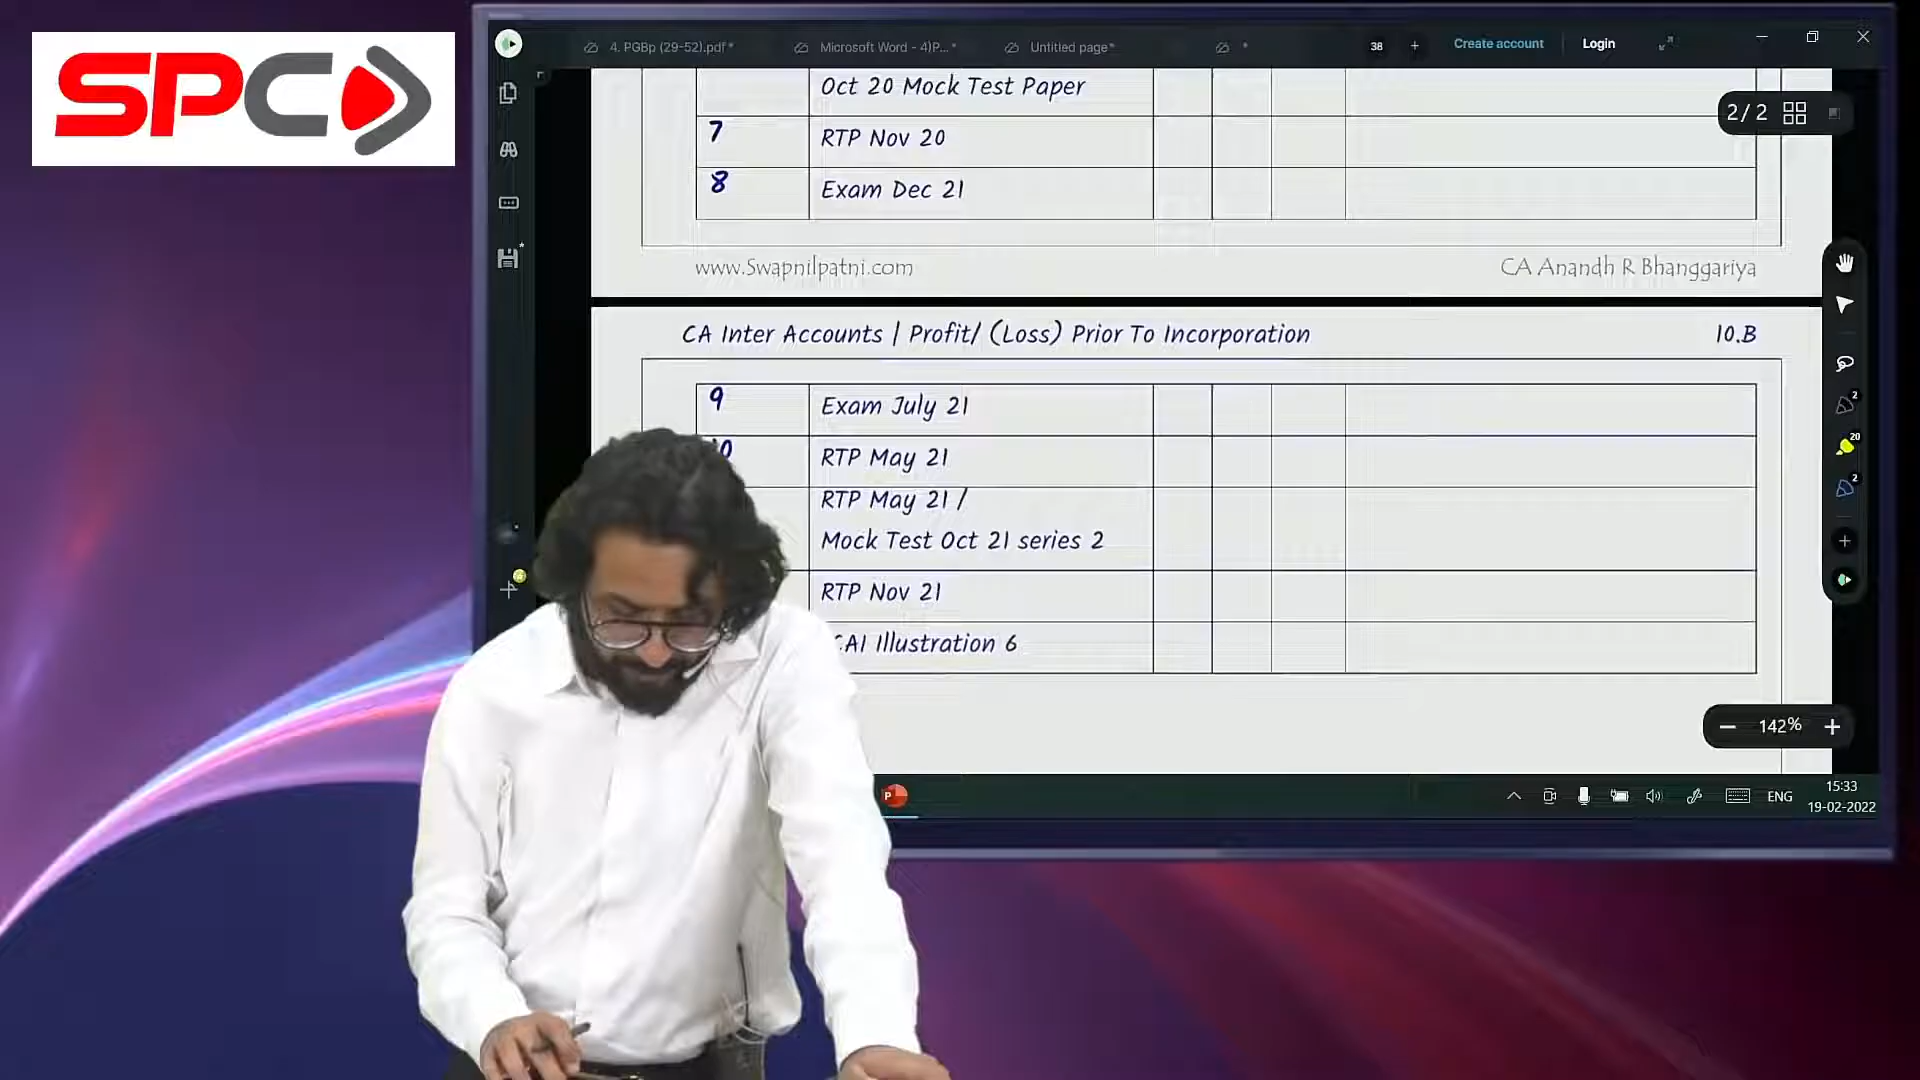 SPC
4. PGBp (29-52).pdf*
Microsoft Word - 4)P...*
Untitled page*
*
38
+
Create account
Login
Oct 20 Mock Test Paper
2/2
7
RTP Nov 20
8
Exam Dec 21
www.Swapnilpatni.com
CA Anandh R Bhanggariya
CA Inter Accounts | Profit/ (Loss) Prior To Incorporation
10.B
9
Exam July 21
RTP May 21
RTP May 21 /
Mock Test Oct 21 series 2
RTP Nov 21
Illustration 6
2
20
2
142%
P
ENG
15:33
19-02-2022